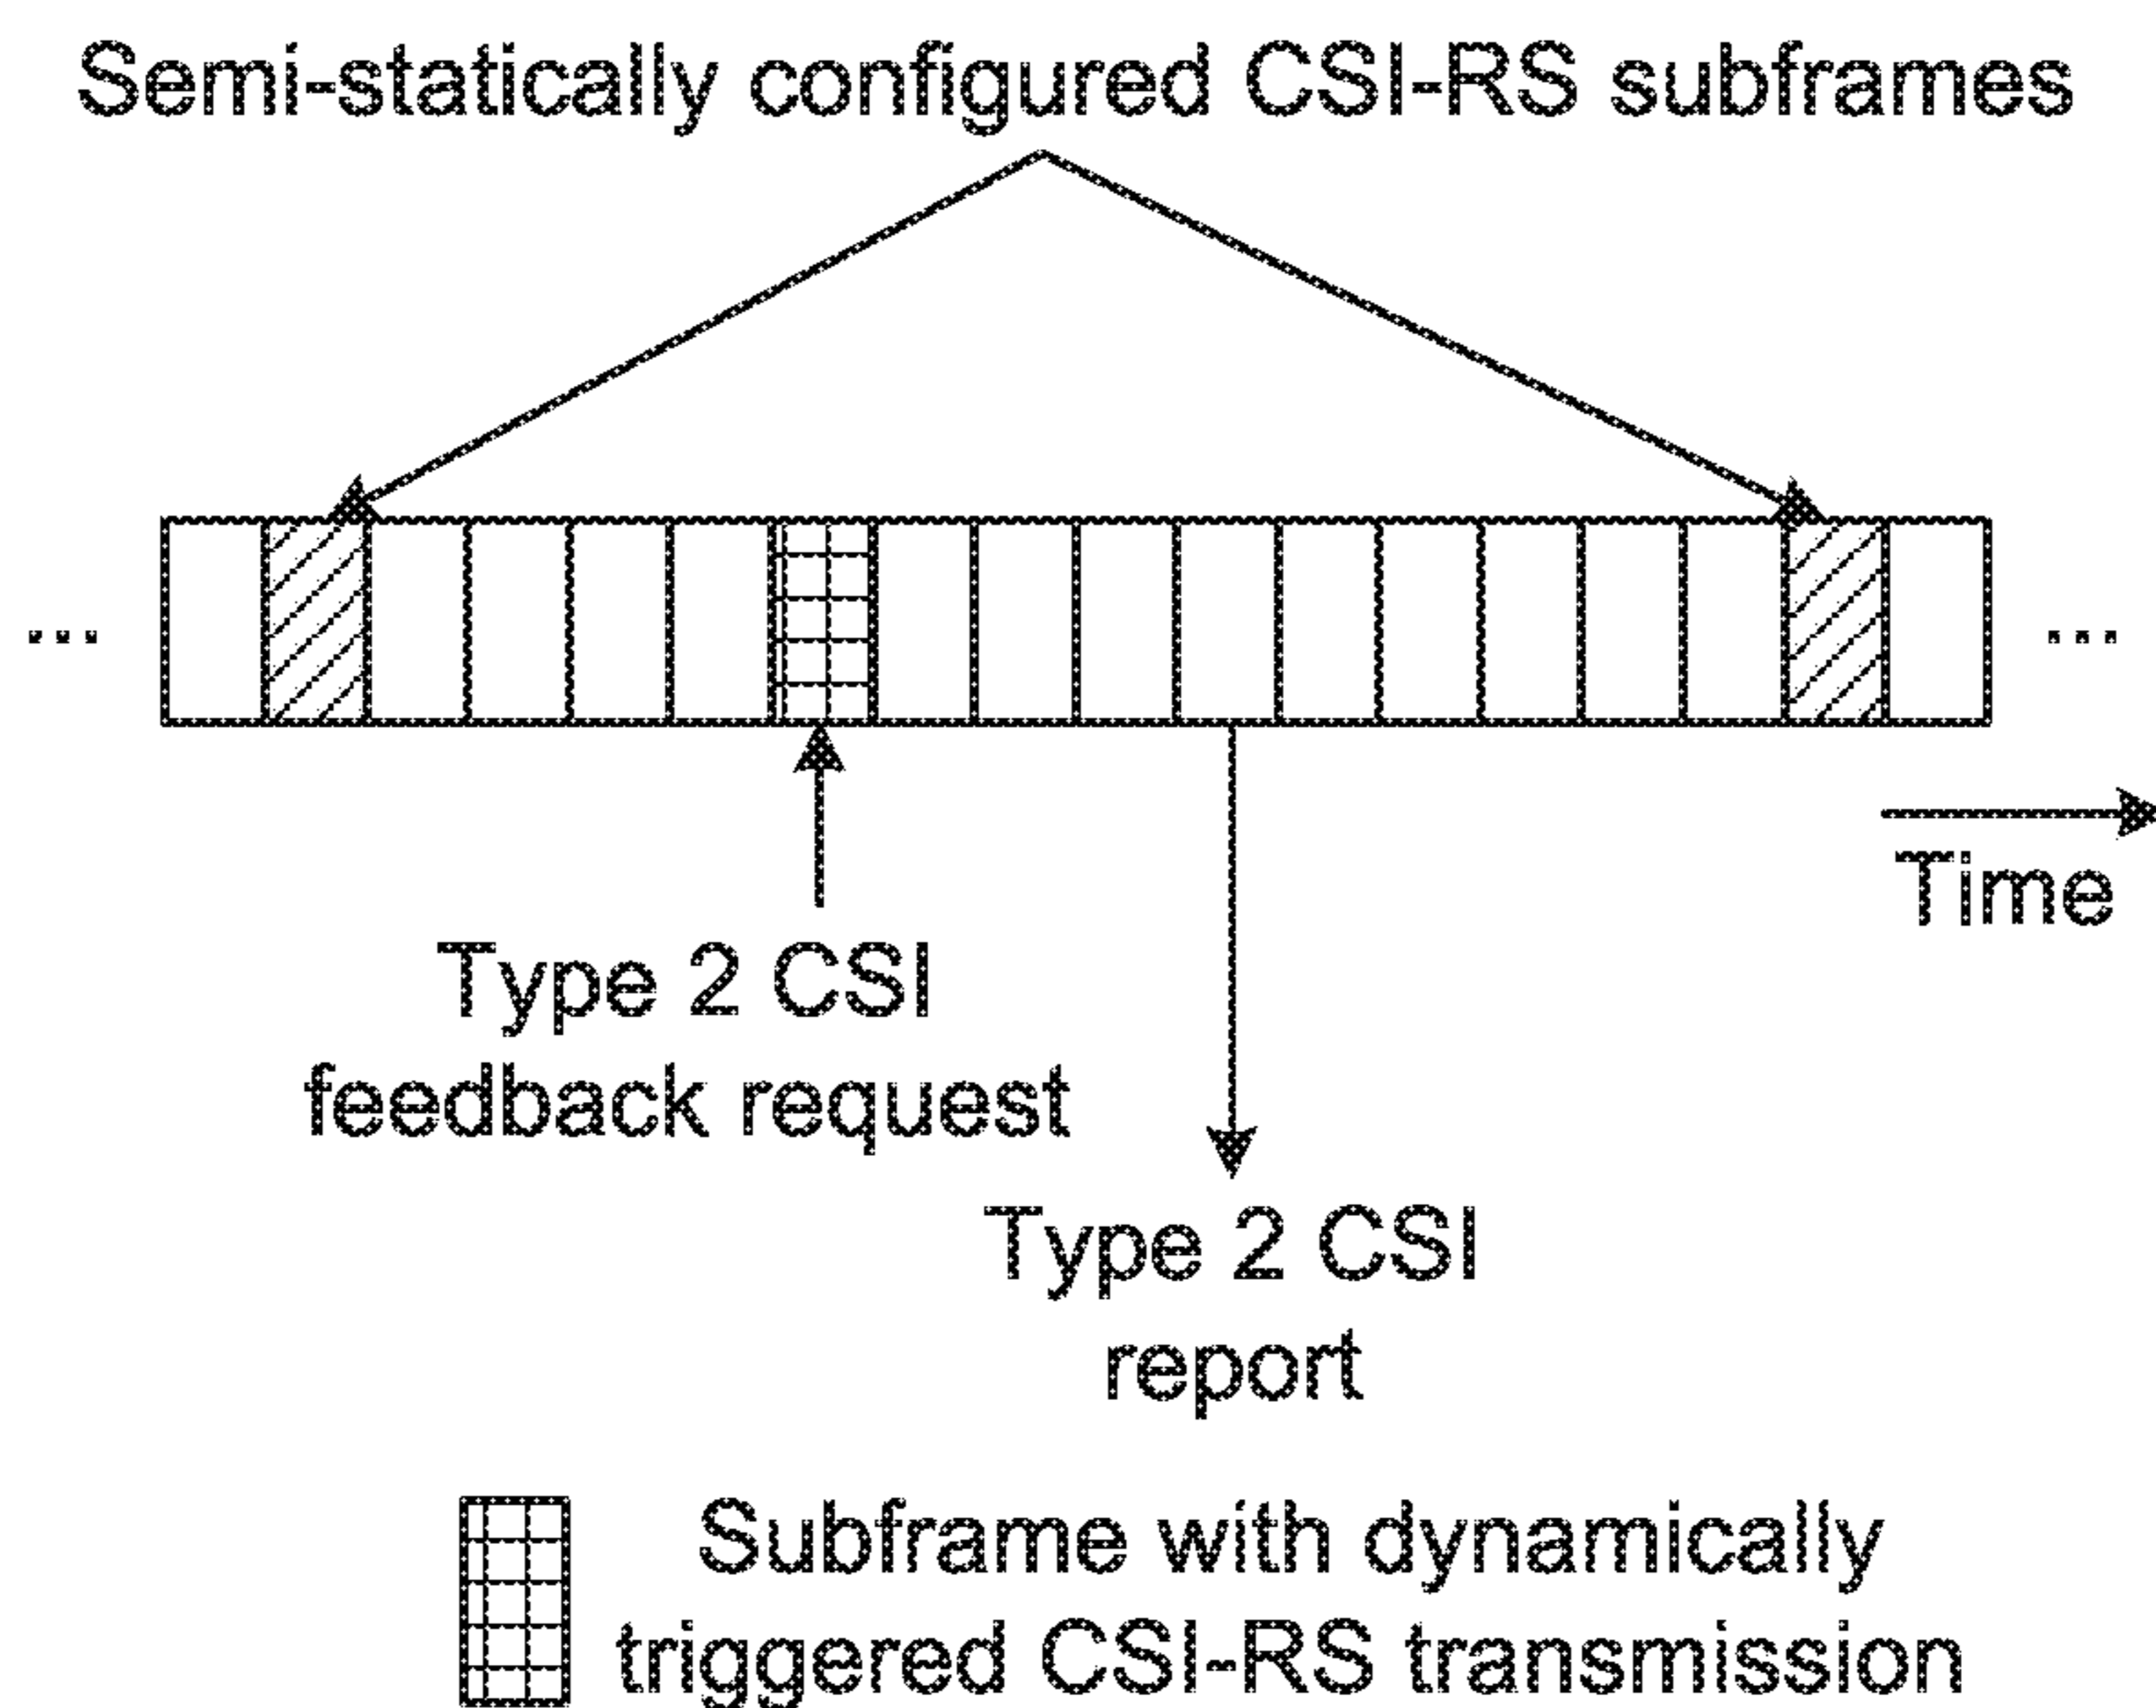 Semi-statically configured CSI-RS subframes
... ...
Time
Type 2 CSI
feedback request
Type 2 CSI
report
Subframe with dynamically
triggered CSI-RS transmission